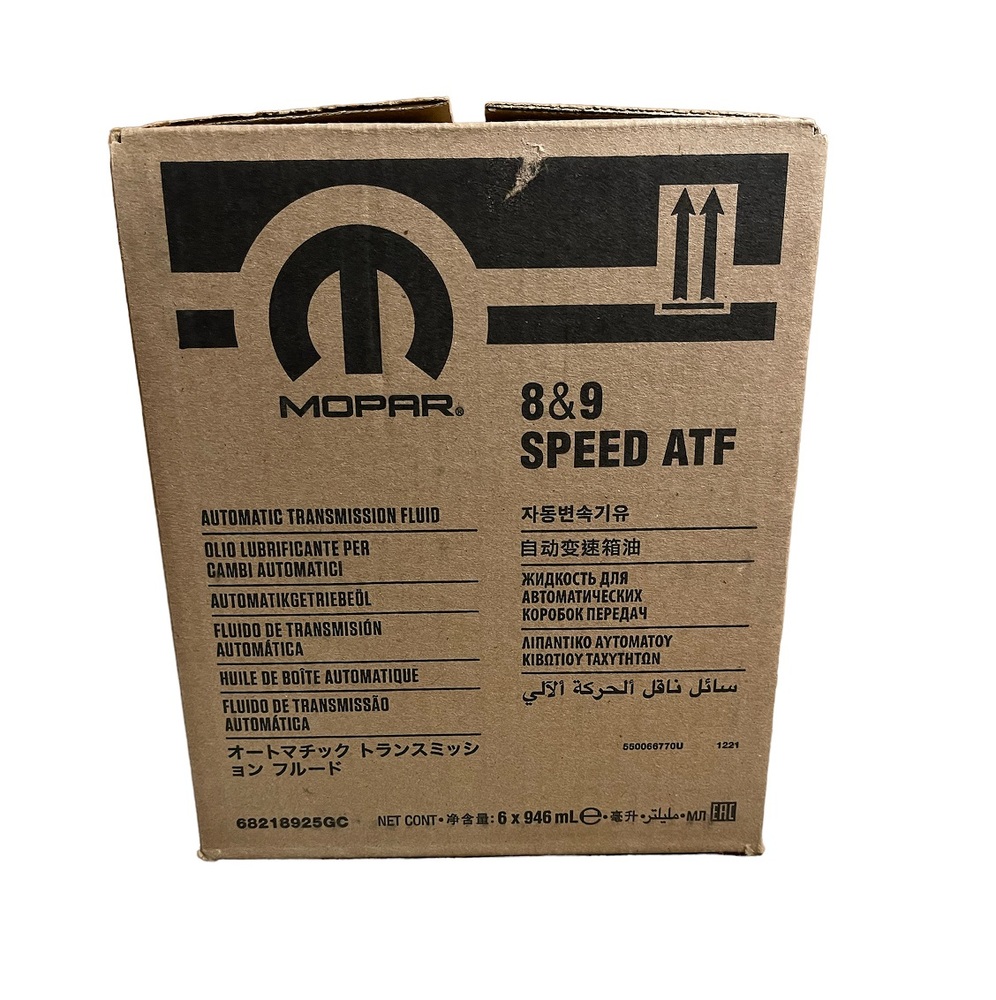 MOPAR®
8&9
SPEED ATF
AUTOMATIC TRANSMISSION FLUID
OLIO LUBRIFICANTE PER
CAMBI AUTOMATICI
AUTOMATIKGETRIEBEÖL
FLUIDO DE TRANSMISIÓN
AUTOMÁTICA
HUILE DE BOÎTE AUTOMATIQUE
FLUIDO DE TRANSMISSÃO
AUTOMÁTICA
オートマチック トランスミッシ
ョン フルード
자동변속기유
自动变速箱油
ЖИДКОСТЬ ДЛЯ
АВТОМАТИЧЕСКИХ
КОРОБОК ПЕРЕДАЧ
ΛΙΠΑΝΤΙΚΟ ΑΥΤΟΜΑΤΟΥ
ΚΙΒΩΤΙΟΥ ΤΑΧΥΤΗΤΩΝ
سائل ناقل الحركة الآلي
550066770U 1221
68218925GC NET CONT•净含量: 6 x 946 mL℮•毫升•مليلتر•МЛ EAC